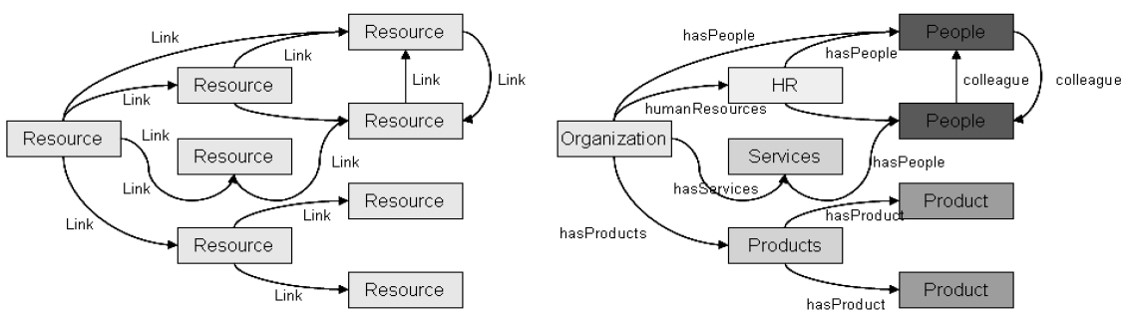 Link
Resource
Link
Resource
Link
Link
Link
Resource
Resource
Link
Resource
Link
Link
Resource
Link
Link
Resource
Link
Resource
Link
hasPeople
People
hasPeople
HR
colleague
colleague
humanResources
People
Organization
Services
hasPeople
hasServices
Product
hasProduct
hasProducts
Products
Product
hasProduct